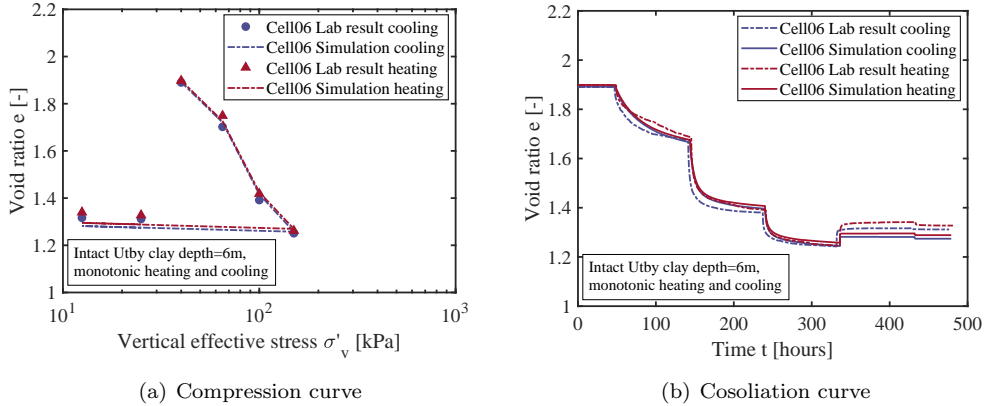 2.2
2
1.8
1.6
1.4
1.2
1
Void ratio e [-]
Cell06 Lab result cooling
Cell06 Simulation cooling
Cell06 Lab result heating
Cell06 Simulation heating
Intact Utby clay depth=6m,
monotonic heating and cooling
10^1
10^2
10^3
Vertical effective stress σ'_v [kPa]
(a) Compression curve
2.2
2
1.8
1.6
1.4
1.2
1
Void ratio e [-]
Cell06 Lab result cooling
Cell06 Simulation cooling
Cell06 Lab result heating
Cell06 Simulation heating
Intact Utby clay depth=6m,
monotonic heating and cooling
0 100 200 300 400 500
Time t [hours]
(b) Cosoliation curve